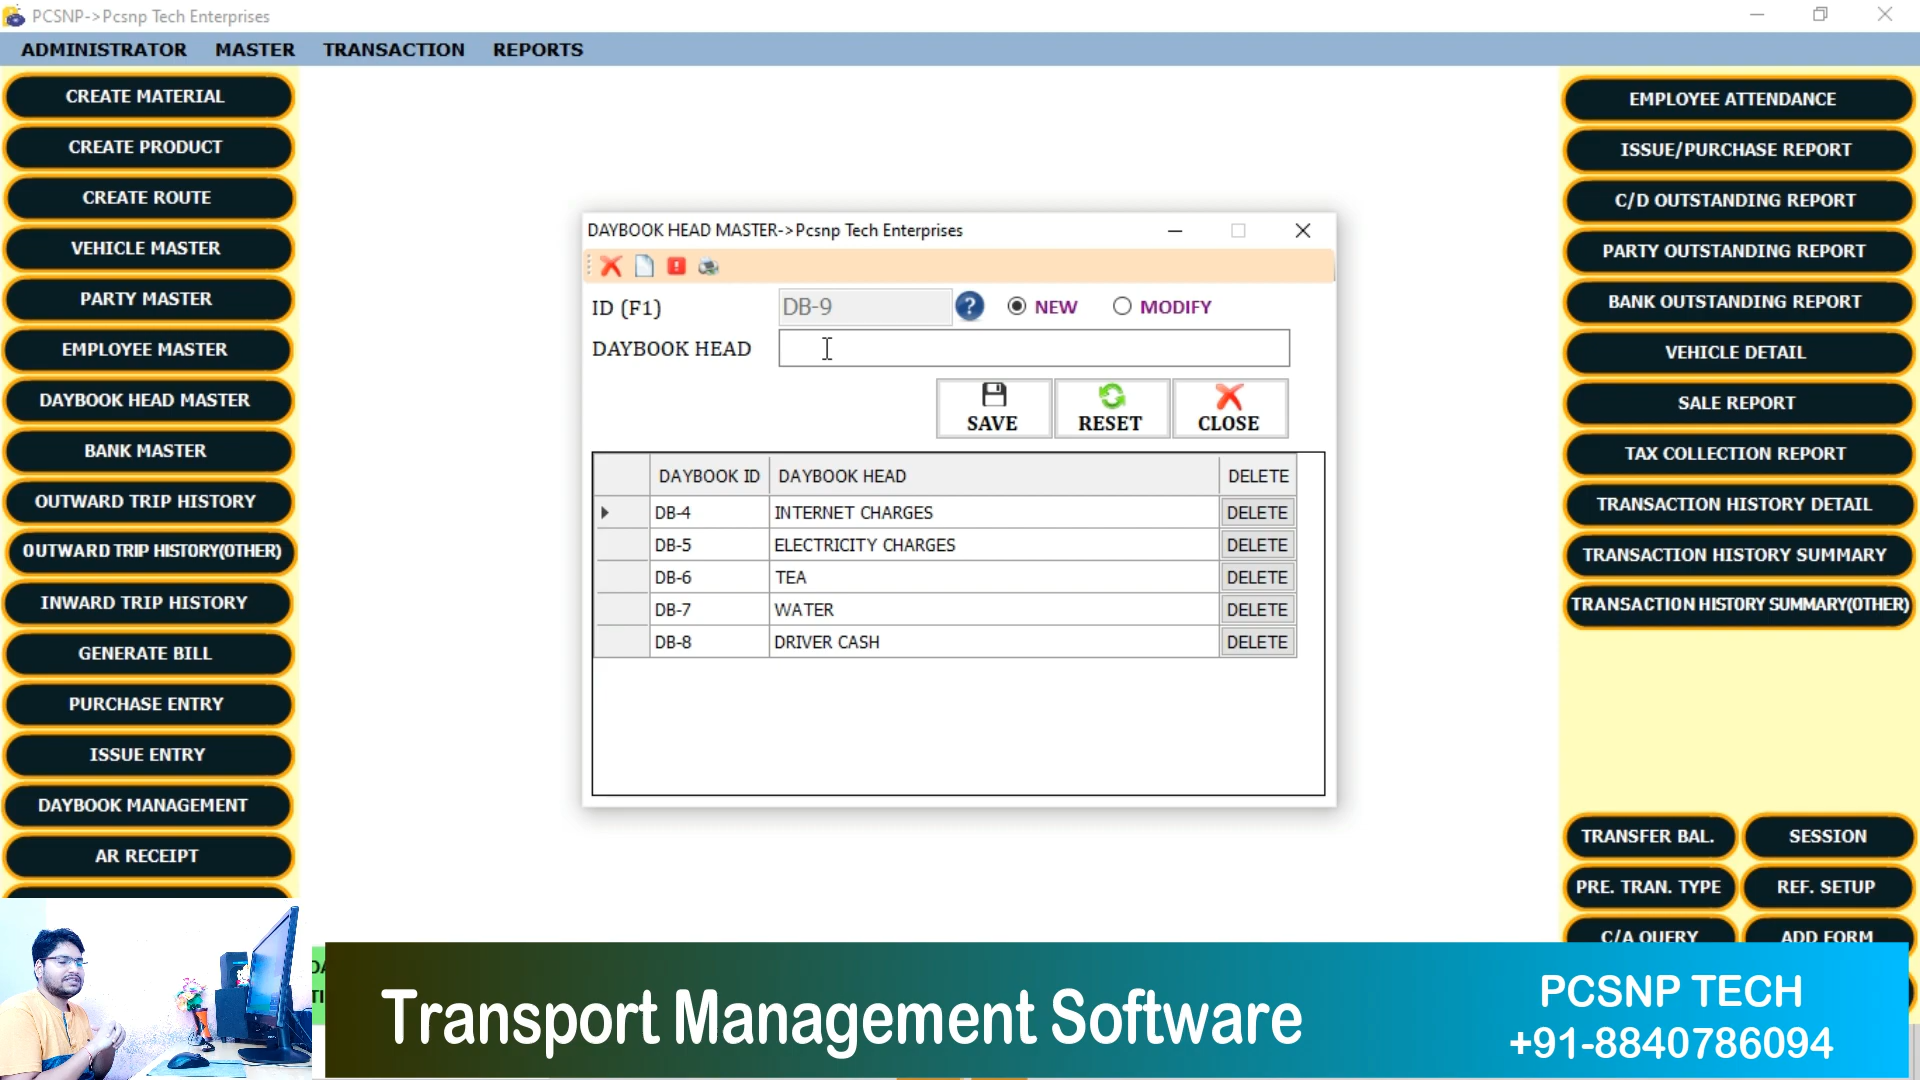 PCSNP->Pcsnp Tech Enterprises
ADMINISTRATOR MASTER TRANSACTION REPORTS
CREATE MATERIAL
CREATE PRODUCT
CREATE ROUTE
VEHICLE MASTER
PARTY MASTER
EMPLOYEE MASTER
DAYBOOK HEAD MASTER
BANK MASTER
OUTWARD TRIP HISTORY
OUTWARD TRIP HISTORY(OTHER)
INWARD TRIP HISTORY
GENERATE BILL
PURCHASE ENTRY
ISSUE ENTRY
DAYBOOK MANAGEMENT
AR RECEIPT
DAYBOOK HEAD MASTER->Pcsnp Tech Enterprises
ID (F1) DB-9 ? NEW MODIFY
DAYBOOK HEAD
SAVE RESET CLOSE
DAYBOOK ID DAYBOOK HEAD DELETE
DB-4 INTERNET CHARGES DELETE
DB-5 ELECTRICITY CHARGES DELETE
DB-6 TEA DELETE
DB-7 WATER DELETE
DB-8 DRIVER CASH DELETE
EMPLOYEE ATTENDANCE
ISSUE/PURCHASE REPORT
C/D OUTSTANDING REPORT
PARTY OUTSTANDING REPORT
BANK OUTSTANDING REPORT
VEHICLE DETAIL
SALE REPORT
TAX COLLECTION REPORT
TRANSACTION HISTORY DETAIL
TRANSACTION HISTORY SUMMARY
TRANSACTION HISTORY SUMMARY(OTHER)
TRANSFER BAL. SESSION
PRE. TRAN. TYPE REF. SETUP
C/A QUERY ADD FORM
Transport Management Software
PCSNP TECH
+91-8840786094